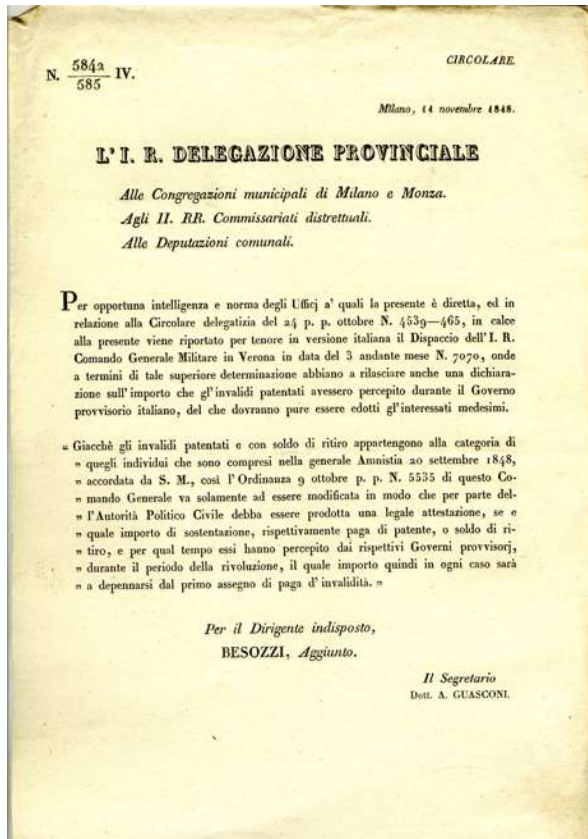 CIRCOLARE.
N. 5842/585 IV.
Milano, 14 novembre 1848.
L' I. R. DELEGAZIONE PROVINCIALE
Alle Congregazioni municipali di Milano e Monza.
Agli II. RR. Commissariati distrettuali.
Alle Deputazioni comunali.
Per opportuna intelligenza e norma degli Ufficj a' quali la presente è diretta, ed in
relazione alla Circolare delegatizia del 24 p. p. ottobre N. 4539—465, in calce
alla presente viene riportato per tenore in versione italiana il Dispaccio dell' I. R.
Comando Generale Militare in Verona in data del 3 andante mese N. 7070, onde
a termini di tale superiore determinazione abbiano a rilasciare anche una dichiara-
zione sull' importo che gl' invalidi patentati avessero percepito durante il Governo
provvisorio italiano, del che dovranno pure essere edotti gl' interessati medesimi.
« Giacchè gli invalidi patentati e con soldo di ritiro appartengono alla categoria di
» quegli individui che sono compresi nella generale Amnistia 20 settembre 1848,
» accordata da S. M., così l' Ordinanza 9 ottobre p. p. N. 5535 di questo Co-
» mando Generale va solamente ad essere modificata in modo che per parte del-
» l' Autorità Politico Civile debba essere prodotta una legale attestazione, se e
» quale importo di sostentazione, rispettivamente paga di patente, o soldo di ri-
» tiro, e per qual tempo essi hanno percepito dai rispettivi Governi provvisorj,
» durante il periodo della rivoluzione, il quale importo quindi in ogni caso sarà
» a depennarsi dal primo assegno di paga d' invalidità. »
Per il Dirigente indisposto,
BESOZZI, Aggiunto.
Il Segretario
Dott. A. GUASCONI.